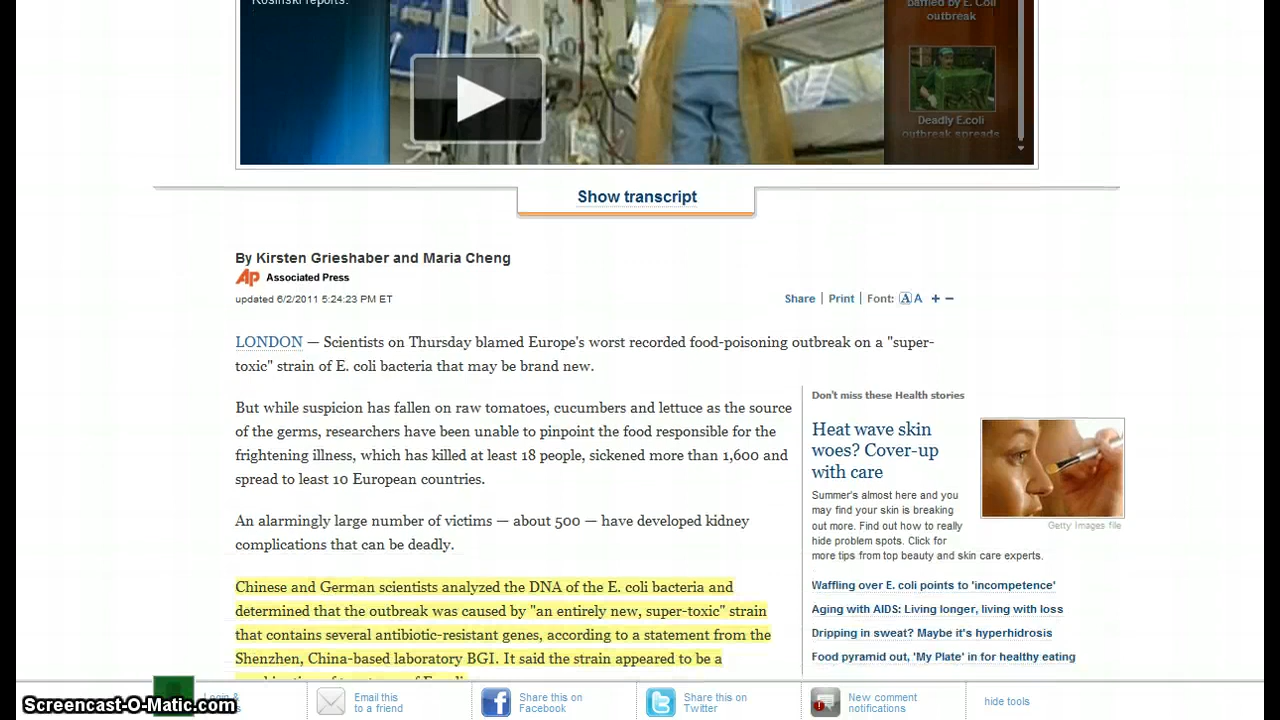 Kosinski reports.
baffled by E. Coli
outbreak
Deadly E.coli
outbreak spreads
Show transcript
By Kirsten Grieshaber and Maria Cheng
AP Associated Press
updated 6/2/2011 5:24:23 PM ET
Share | Print | Font: A A + −
LONDON — Scientists on Thursday blamed Europe's worst recorded food-poisoning outbreak on a "super-
toxic" strain of E. coli bacteria that may be brand new.
But while suspicion has fallen on raw tomatoes, cucumbers and lettuce as the source
of the germs, researchers have been unable to pinpoint the food responsible for the
frightening illness, which has killed at least 18 people, sickened more than 1,600 and
spread to least 10 European countries.
An alarmingly large number of victims — about 500 — have developed kidney
complications that can be deadly.
Chinese and German scientists analyzed the DNA of the E. coli bacteria and
determined that the outbreak was caused by "an entirely new, super-toxic" strain
that contains several antibiotic-resistant genes, according to a statement from the
Shenzhen, China-based laboratory BGI. It said the strain appeared to be a
Don't miss these Health stories
Heat wave skin
woes? Cover-up
with care
Summer's almost here and you
may find your skin is breaking
out more. Find out how to really
hide problem spots. Click for
more tips from top beauty and skin care experts.
Getty Images file
Waffling over E. coli points to 'incompetence'
Aging with AIDS: Living longer, living with loss
Dripping in sweat? Maybe it's hyperhidrosis
Food pyramid out, 'My Plate' in for healthy eating
Login &
Email this
to a friend
Share this on
Facebook
Share this on
Twitter
New comment
notifications
hide tools
Screencast-O-Matic.com